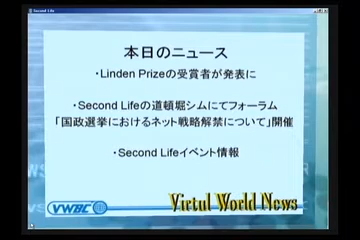 Second Life
本日のニュース
・Linden Prizeの受賞者が発表に
・Second Lifeの道頓堀シムにてフォーラム
「国政選挙におけるネット戦略解禁について」開催
・Second Lifeイベント情報
VWBC
Virtul World News